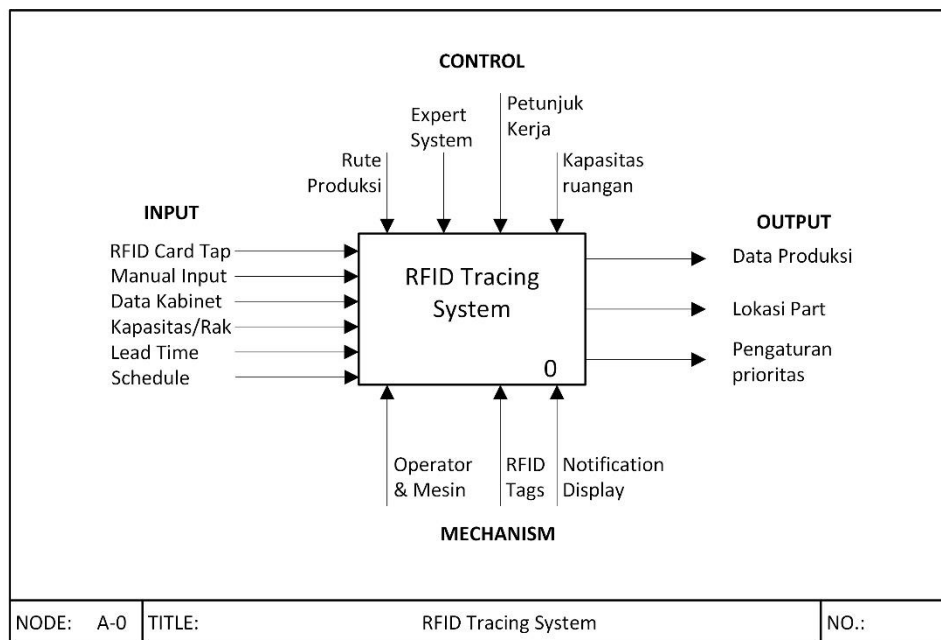 CONTROL
Petunjuk
Kerja
Expert
System
Rute
Produksi
Kapasitas
ruangan
INPUT
OUTPUT
RFID Card Tap
Manual Input
Data Kabinet
Kapasitas/Rak
Lead Time
Schedule
RFID Tracing
System
0
Data Produksi
Lokasi Part
Pengaturan
prioritas
Operator
& Mesin
RFID
Tags
Notification
Display
MECHANISM
NODE: A-0 TITLE: RFID Tracing System NO.: